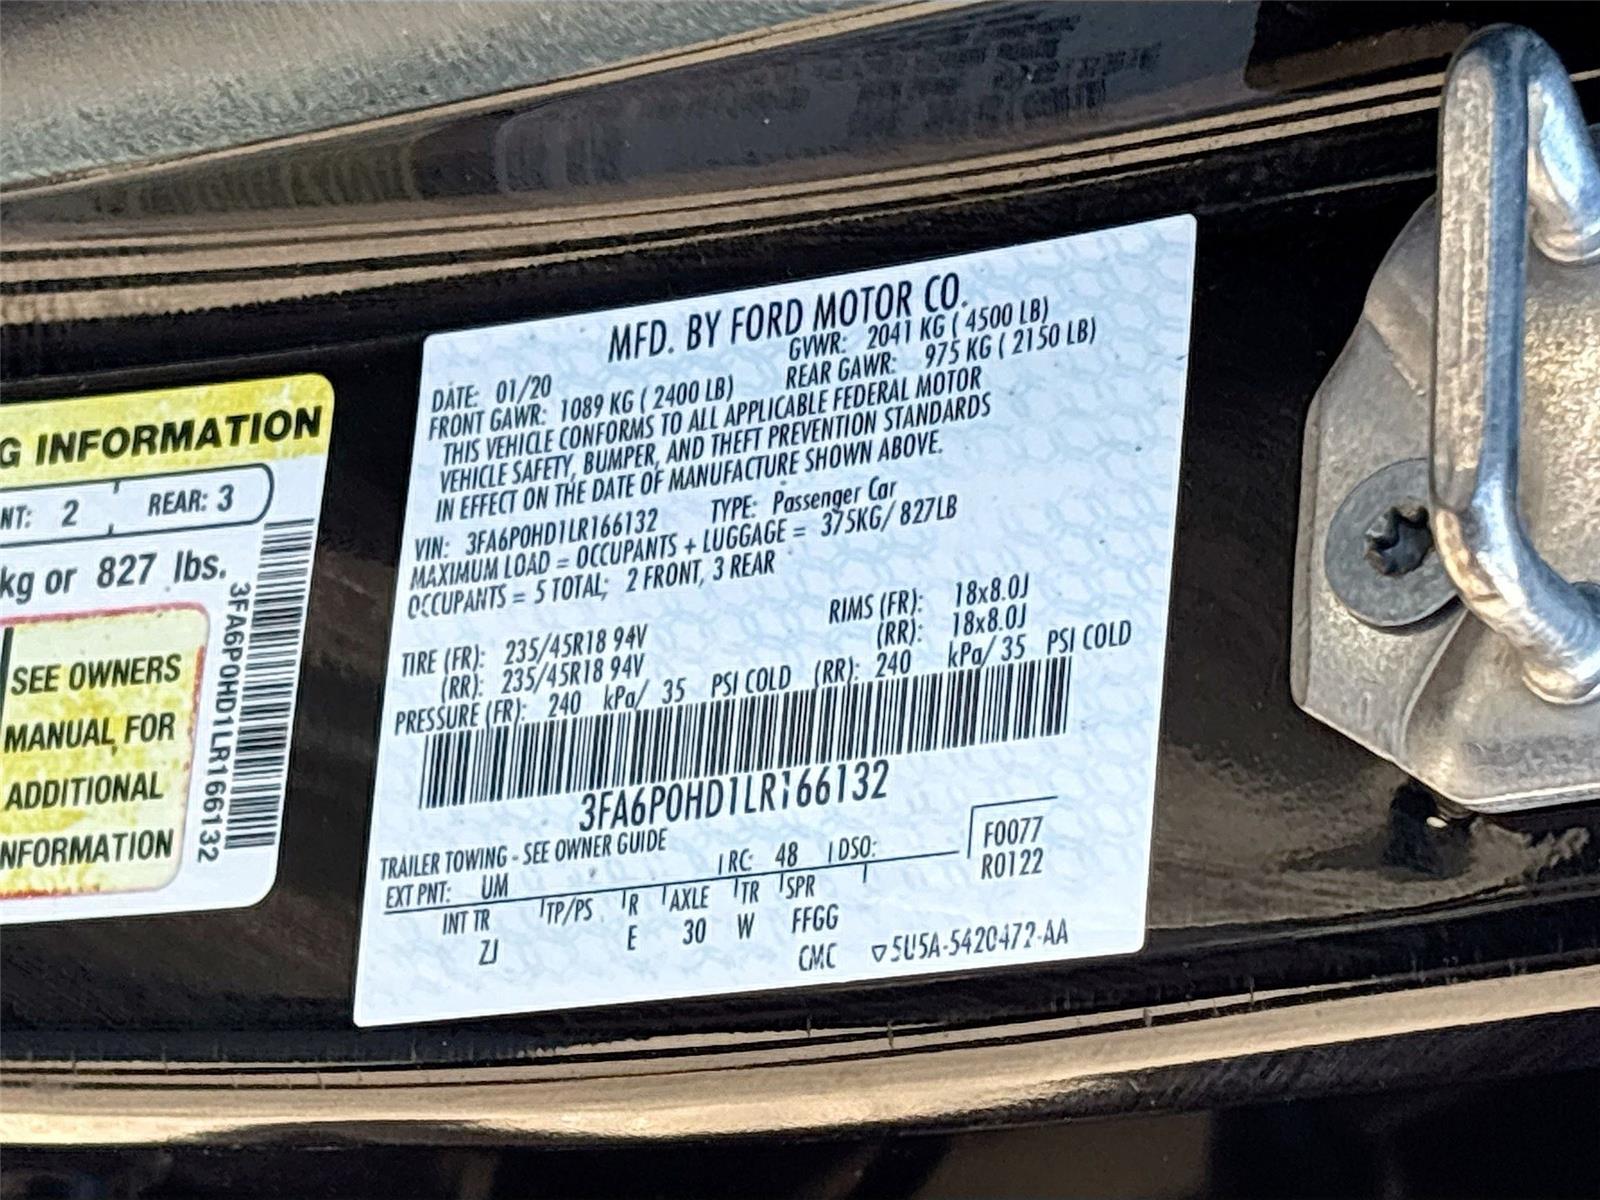 G INFORMATION
NT: 2 REAR: 3
kg or 827 lbs.
SEE OWNERS
MANUAL FOR
ADDITIONAL
NFORMATION
3FA6P0HD1LR166132
MFD. BY FORD MOTOR CO.
DATE: 01/20 GVWR: 2041 KG ( 4500 LB)
FRONT GAWR: 1089 KG ( 2400 LB) REAR GAWR: 975 KG ( 2150 LB)
THIS VEHICLE CONFORMS TO ALL APPLICABLE FEDERAL MOTOR
VEHICLE SAFETY, BUMPER, AND THEFT PREVENTION STANDARDS
IN EFFECT ON THE DATE OF MANUFACTURE SHOWN ABOVE.
VIN: 3FA6P0HD1LR166132 TYPE: Passenger Car
MAXIMUM LOAD = OCCUPANTS + LUGGAGE = 375KG/ 827LB
OCCUPANTS = 5 TOTAL; 2 FRONT, 3 REAR
TIRE (FR): 235/45R18 94V RIMS (FR): 18x8.0J
(RR): 235/45R18 94V (RR): 18x8.0J
PRESSURE (FR): 240 kPa/ 35 PSI COLD (RR): 240 kPa/ 35 PSI COLD
3FA6P0HD1LR166132
TRAILER TOWING - SEE OWNER GUIDE
EXT PNT: UM RC: 48 DSO: F0077
R0122
INT TR TP/PS R AXLE TR SPR
ZJ E 30 W FFGG
CMC ▽5U5A-5420472-AA